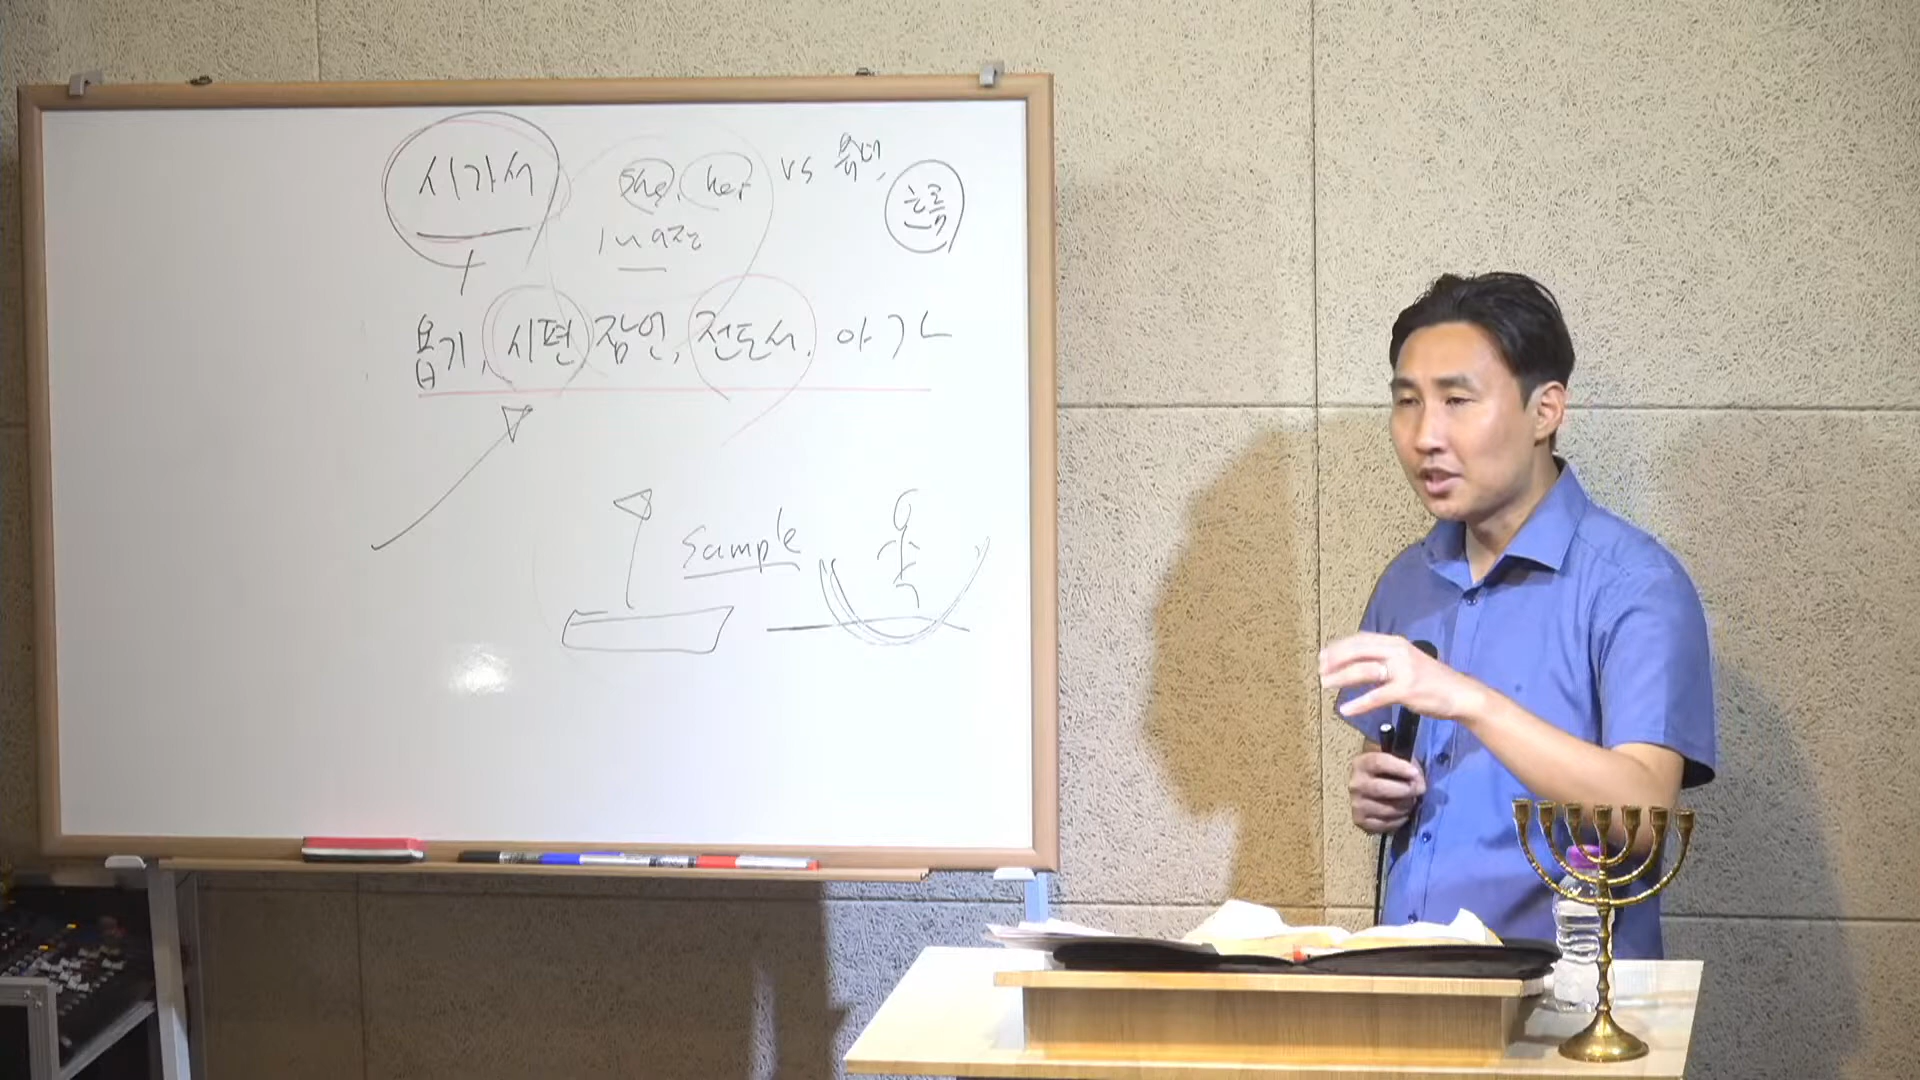 시가서 she, her vs 흐름
욥기, 시편 잠언, 전도서, 아가
sample
욕